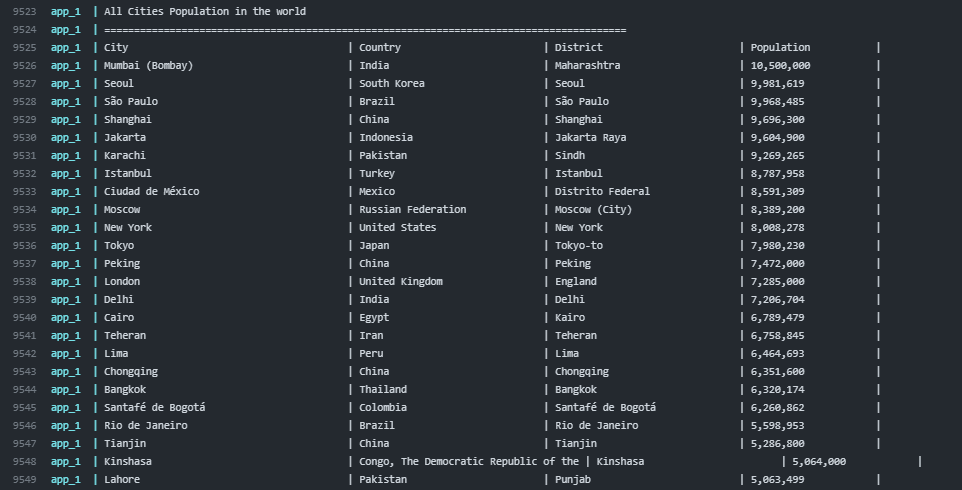 9523 app_1 | All Cities Population in the world
9524 app_1 | ========================================================================================
9525 app_1 | City | Country | District | Population |
9526 app_1 | Mumbai (Bombay) | India | Maharashtra | 10,500,000 |
9527 app_1 | Seoul | South Korea | Seoul | 9,981,619 |
9528 app_1 | São Paulo | Brazil | São Paulo | 9,968,485 |
9529 app_1 | Shanghai | China | Shanghai | 9,696,300 |
9530 app_1 | Jakarta | Indonesia | Jakarta Raya | 9,604,900 |
9531 app_1 | Karachi | Pakistan | Sindh | 9,269,265 |
9532 app_1 | Istanbul | Turkey | Istanbul | 8,787,958 |
9533 app_1 | Ciudad de México | Mexico | Distrito Federal | 8,591,309 |
9534 app_1 | Moscow | Russian Federation | Moscow (City) | 8,389,200 |
9535 app_1 | New York | United States | New York | 8,008,278 |
9536 app_1 | Tokyo | Japan | Tokyo-to | 7,980,230 |
9537 app_1 | Peking | China | Peking | 7,472,000 |
9538 app_1 | London | United Kingdom | England | 7,285,000 |
9539 app_1 | Delhi | India | Delhi | 7,206,704 |
9540 app_1 | Cairo | Egypt | Kairo | 6,789,479 |
9541 app_1 | Teheran | Iran | Teheran | 6,758,845 |
9542 app_1 | Lima | Peru | Lima | 6,464,693 |
9543 app_1 | Chongqing | China | Chongqing | 6,351,600 |
9544 app_1 | Bangkok | Thailand | Bangkok | 6,320,174 |
9545 app_1 | Santafé de Bogotá | Colombia | Santafé de Bogotá | 6,260,862 |
9546 app_1 | Rio de Janeiro | Brazil | Rio de Janeiro | 5,598,953 |
9547 app_1 | Tianjin | China | Tianjin | 5,286,800 |
9548 app_1 | Kinshasa | Congo, The Democratic Republic of the | Kinshasa | 5,064,000 |
9549 app_1 | Lahore | Pakistan | Punjab | 5,063,499 |